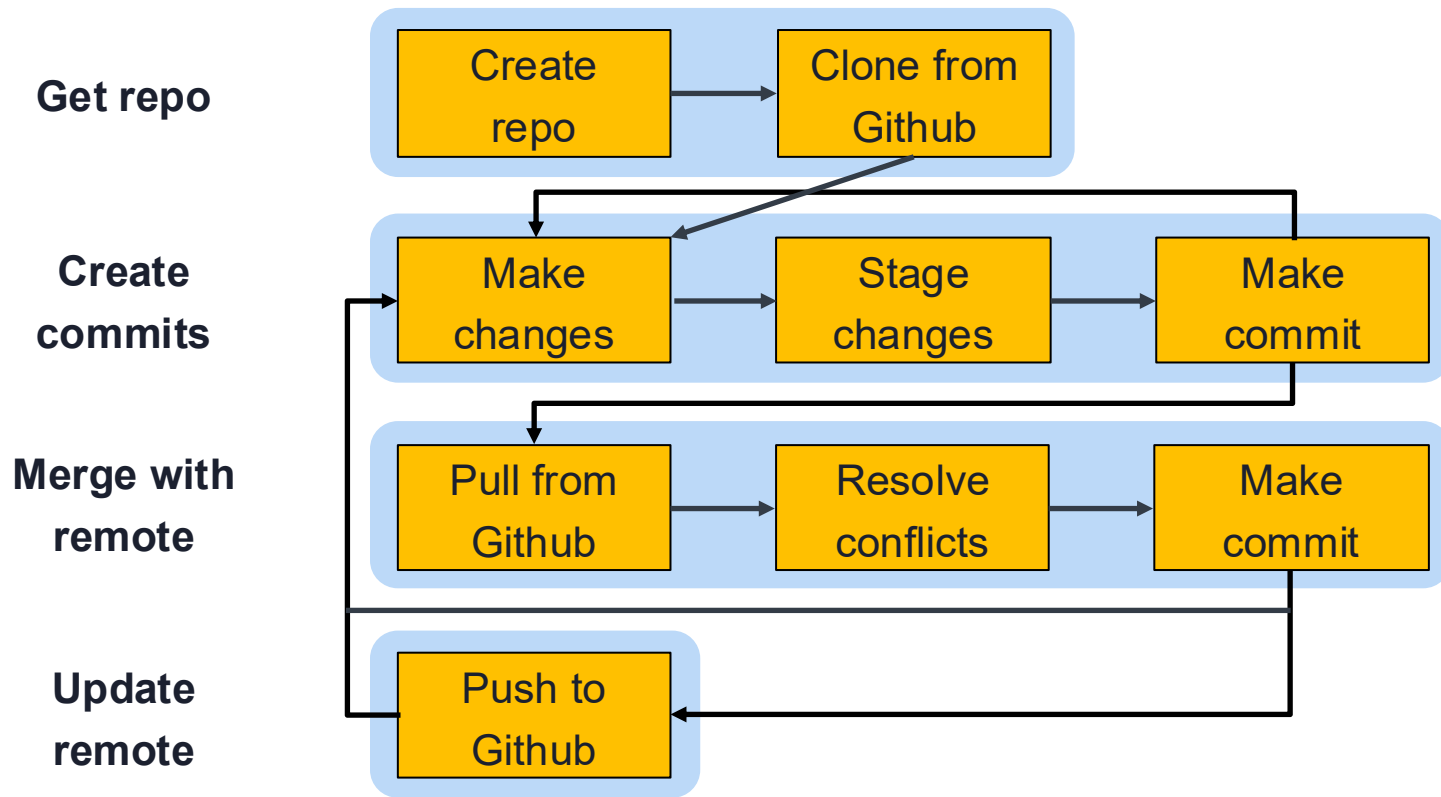 Get repo
Create
repo
Clone from
Github
Create
commits
Make
changes
Stage
changes
Make
commit
Merge with
remote
Pull from
Github
Resolve
conflicts
Make
commit
Update
remote
Push to
Github